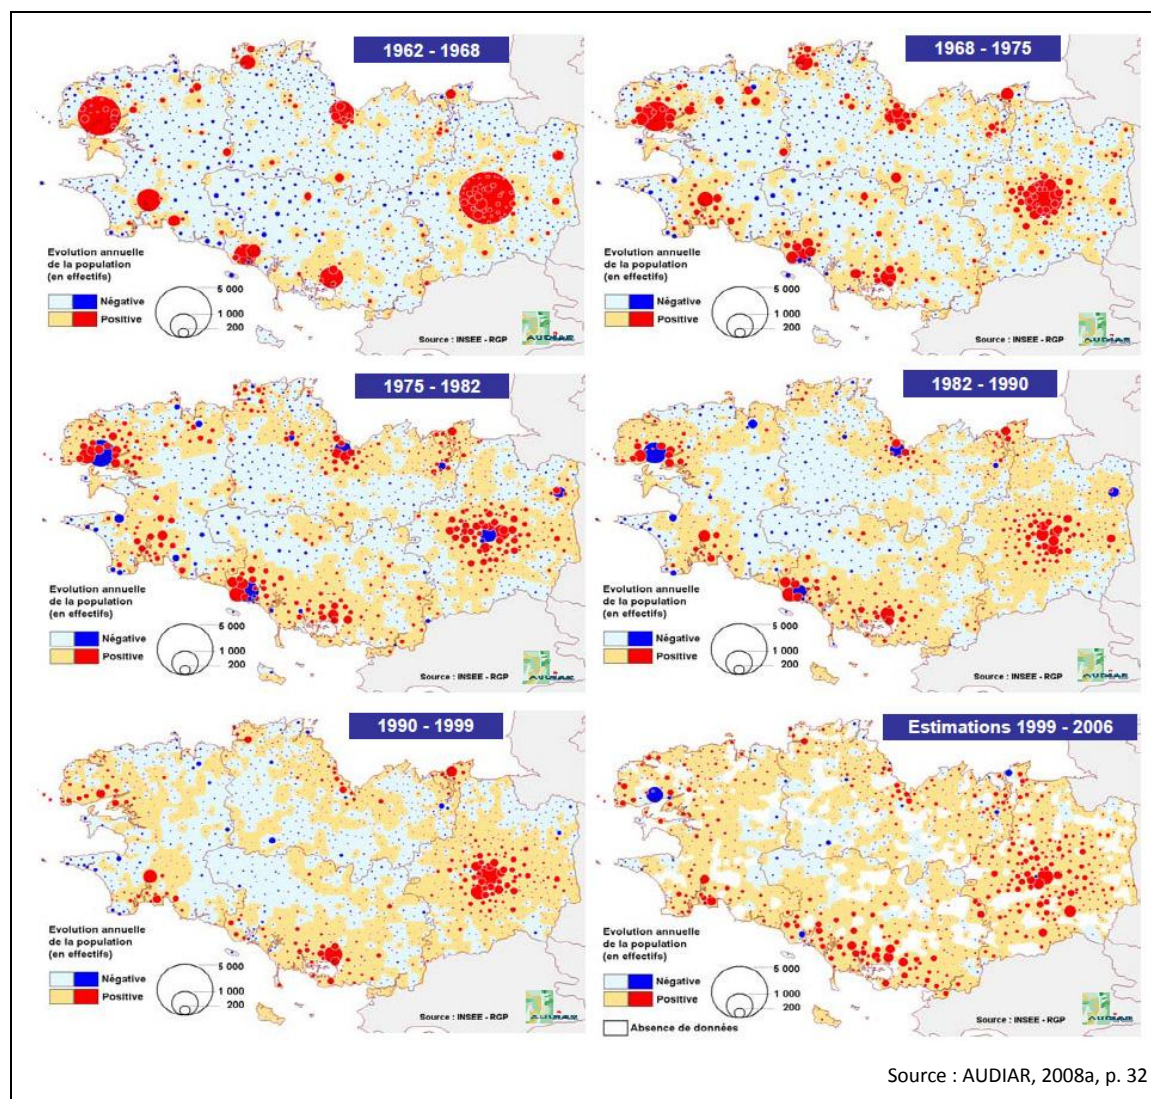 1962 - 1968
Evolution annuelle
de la population
(en effectifs)
Négative
Positive
5 000
1 000
200
Source : INSEE - RGP
AUDIAR
1968 - 1975
Evolution annuelle
de la population
(en effectifs)
Négative
Positive
5 000
1 000
200
Source : INSEE - RGP
AUDIAR
1975 - 1982
Evolution annuelle
de la population
(en effectifs)
Négative
Positive
5 000
1 000
200
Source : INSEE - RGP
AUDIAR
1982 - 1990
Evolution annuelle
de la population
(en effectifs)
Négative
Positive
5 000
1 000
200
Source : INSEE - RGP
AUDIAR
1990 - 1999
Evolution annuelle
de la population
(en effectifs)
Négative
Positive
5 000
1 000
200
Source : INSEE - RGP
AUDIAR
Estimations 1999 - 2006
Evolution annuelle
de la population
(en effectifs)
Négative
Positive
Absence de données
5 000
1 000
200
Source : INSEE - RGP
AUDIAR
Source : AUDIAR, 2008a, p. 32